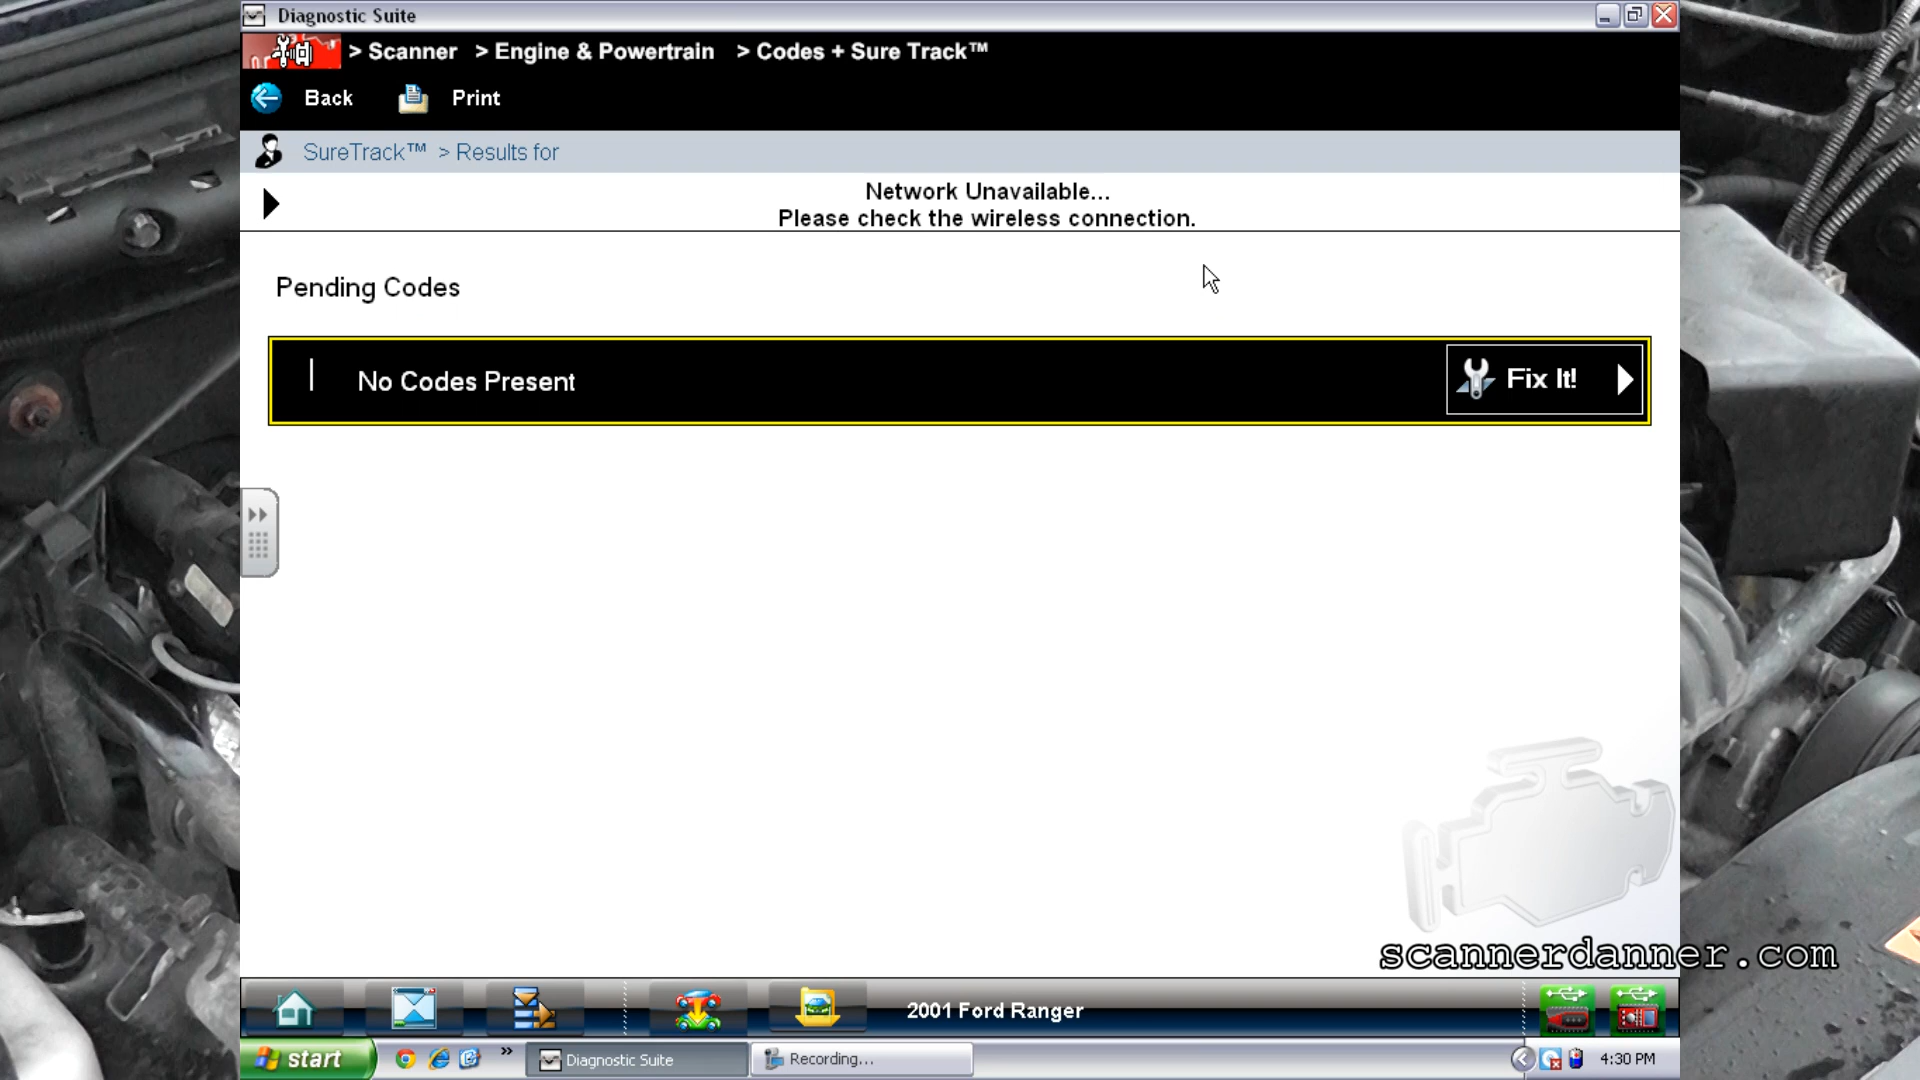 Diagnostic Suite
> Scanner > Engine & Powertrain > Codes + Sure Track™
Back Print
SureTrack™ > Results for
Network Unavailable...
Please check the wireless connection.
Pending Codes
No Codes Present
Fix It!
scannerdanner.com
2001 Ford Ranger
start
Diagnostic Suite
Recording...
4:30 PM